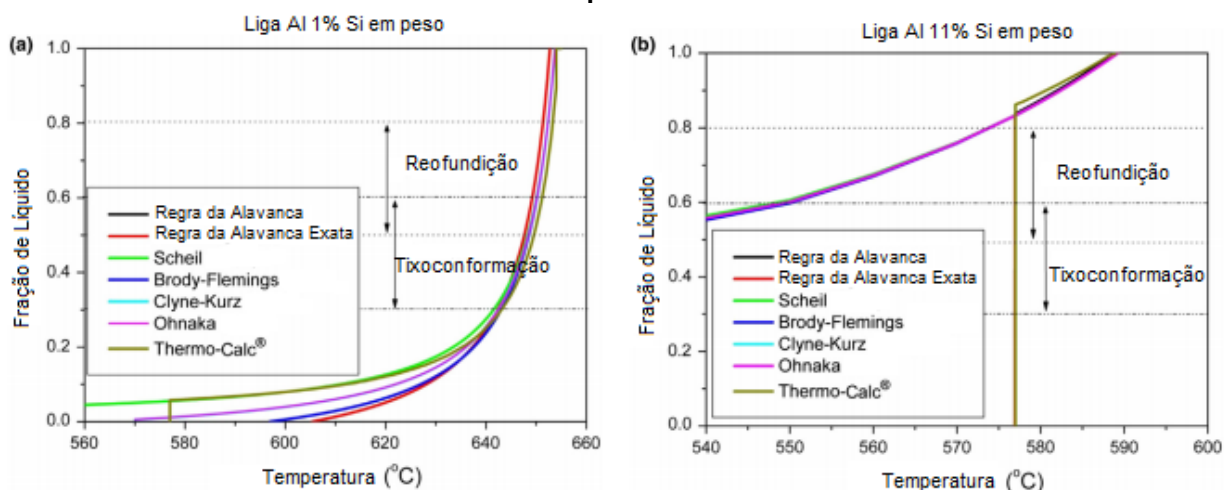 Liga Al 1% Si em peso
(a)
1.0
0.8
0.6
0.4
0.2
0.0
Fração de Líquido
Reofundição
Tixoconformação
Regra da Alavanca
Regra da Alavanca Exata
Scheil
Brody-Flemings
Clyne-Kurz
Ohnaka
Thermo-Calc®
560 580 600 620 640 660
Temperatura (°C)
Liga Al 11% Si em peso
(b)
1.0
0.8
0.6
0.4
0.2
0.0
Fração de Líquido
Reofundição
Tixoconformação
Regra da Alavanca
Regra da Alavanca Exata
Scheil
Brody-Flemings
Clyne-Kurz
Ohnaka
Thermo-Calc®
540 550 560 570 580 590 600
Temperatura (°C)